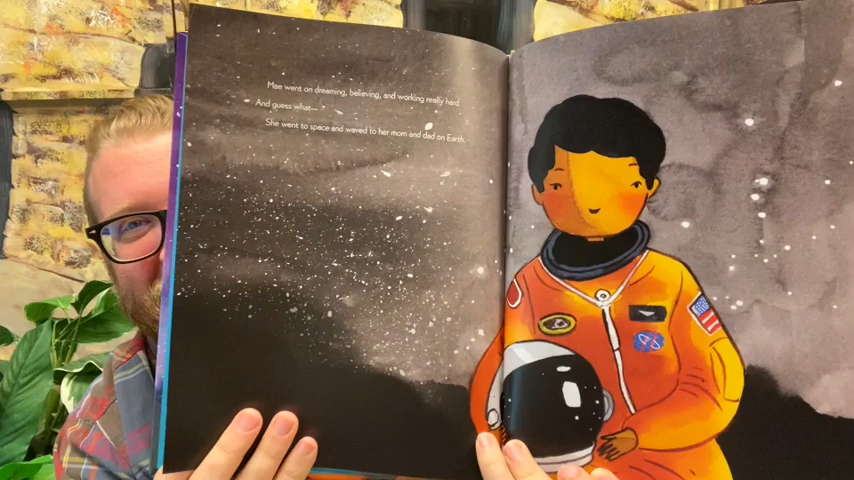 Mae went on dreaming, believing, and working really hard.
And guess what—
She went to space and waved to her mom and dad on Earth.